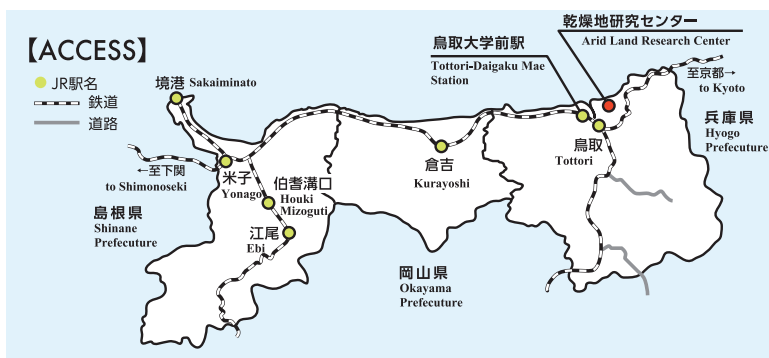 【ACCESS】
JR駅名
鉄道
道路
境港 Sakaiminato
鳥取大学前駅
Tottori-Daigaku Mae
Station
乾燥地研究センター
Arid Land Research Center
至京都→
to Kyoto
兵庫県
Hyogo
Prefecture
鳥取
Tottori
倉吉
Kurayoshi
←至下関
to Shimonoseki
米子
Yonago
伯耆溝口
Houki
Mizoguti
江尾
Ebi
島根県
Shinane
Prefecuture
岡山県
Okayama
Prefecuture